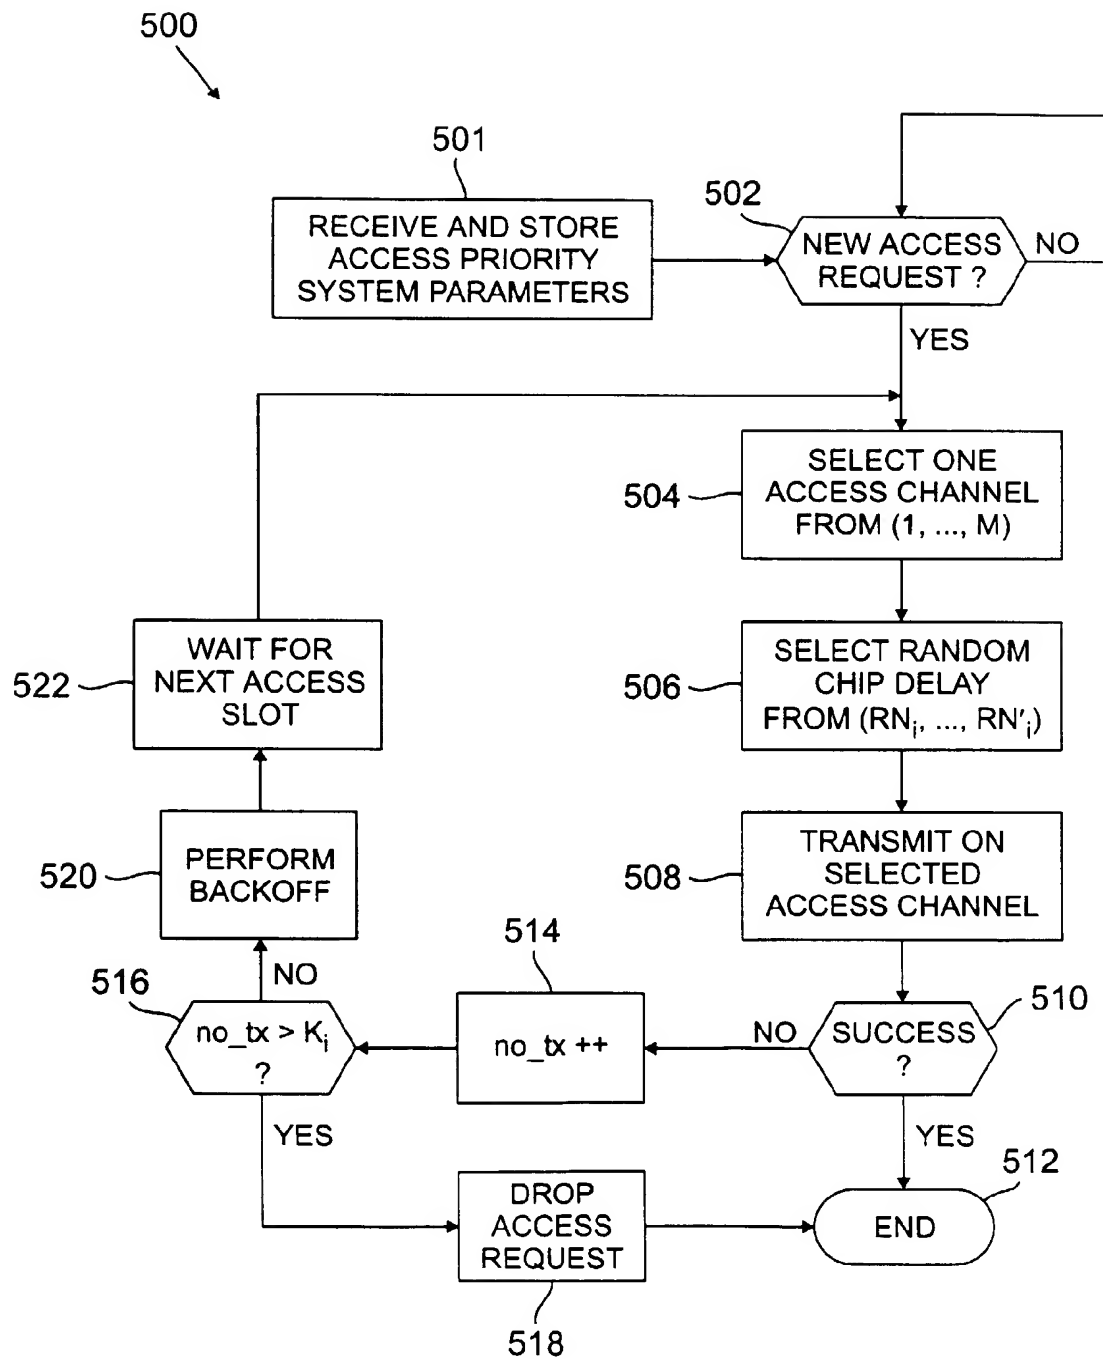 500
501
RECEIVE AND STORE
ACCESS PRIORITY
SYSTEM PARAMETERS
502
NEW ACCESS
REQUEST ?
NO
YES
504
SELECT ONE
ACCESS CHANNEL
FROM (1, ..., M)
506
SELECT RANDOM
CHIP DELAY
FROM (RNᵢ, ..., RN'ᵢ)
508
TRANSMIT ON
SELECTED
ACCESS CHANNEL
510
SUCCESS
?
NO
YES
512
END
514
no_tx ++
516
no_tx > Kᵢ
?
NO
YES
518
DROP
ACCESS
REQUEST
520
PERFORM
BACKOFF
522
WAIT FOR
NEXT ACCESS
SLOT